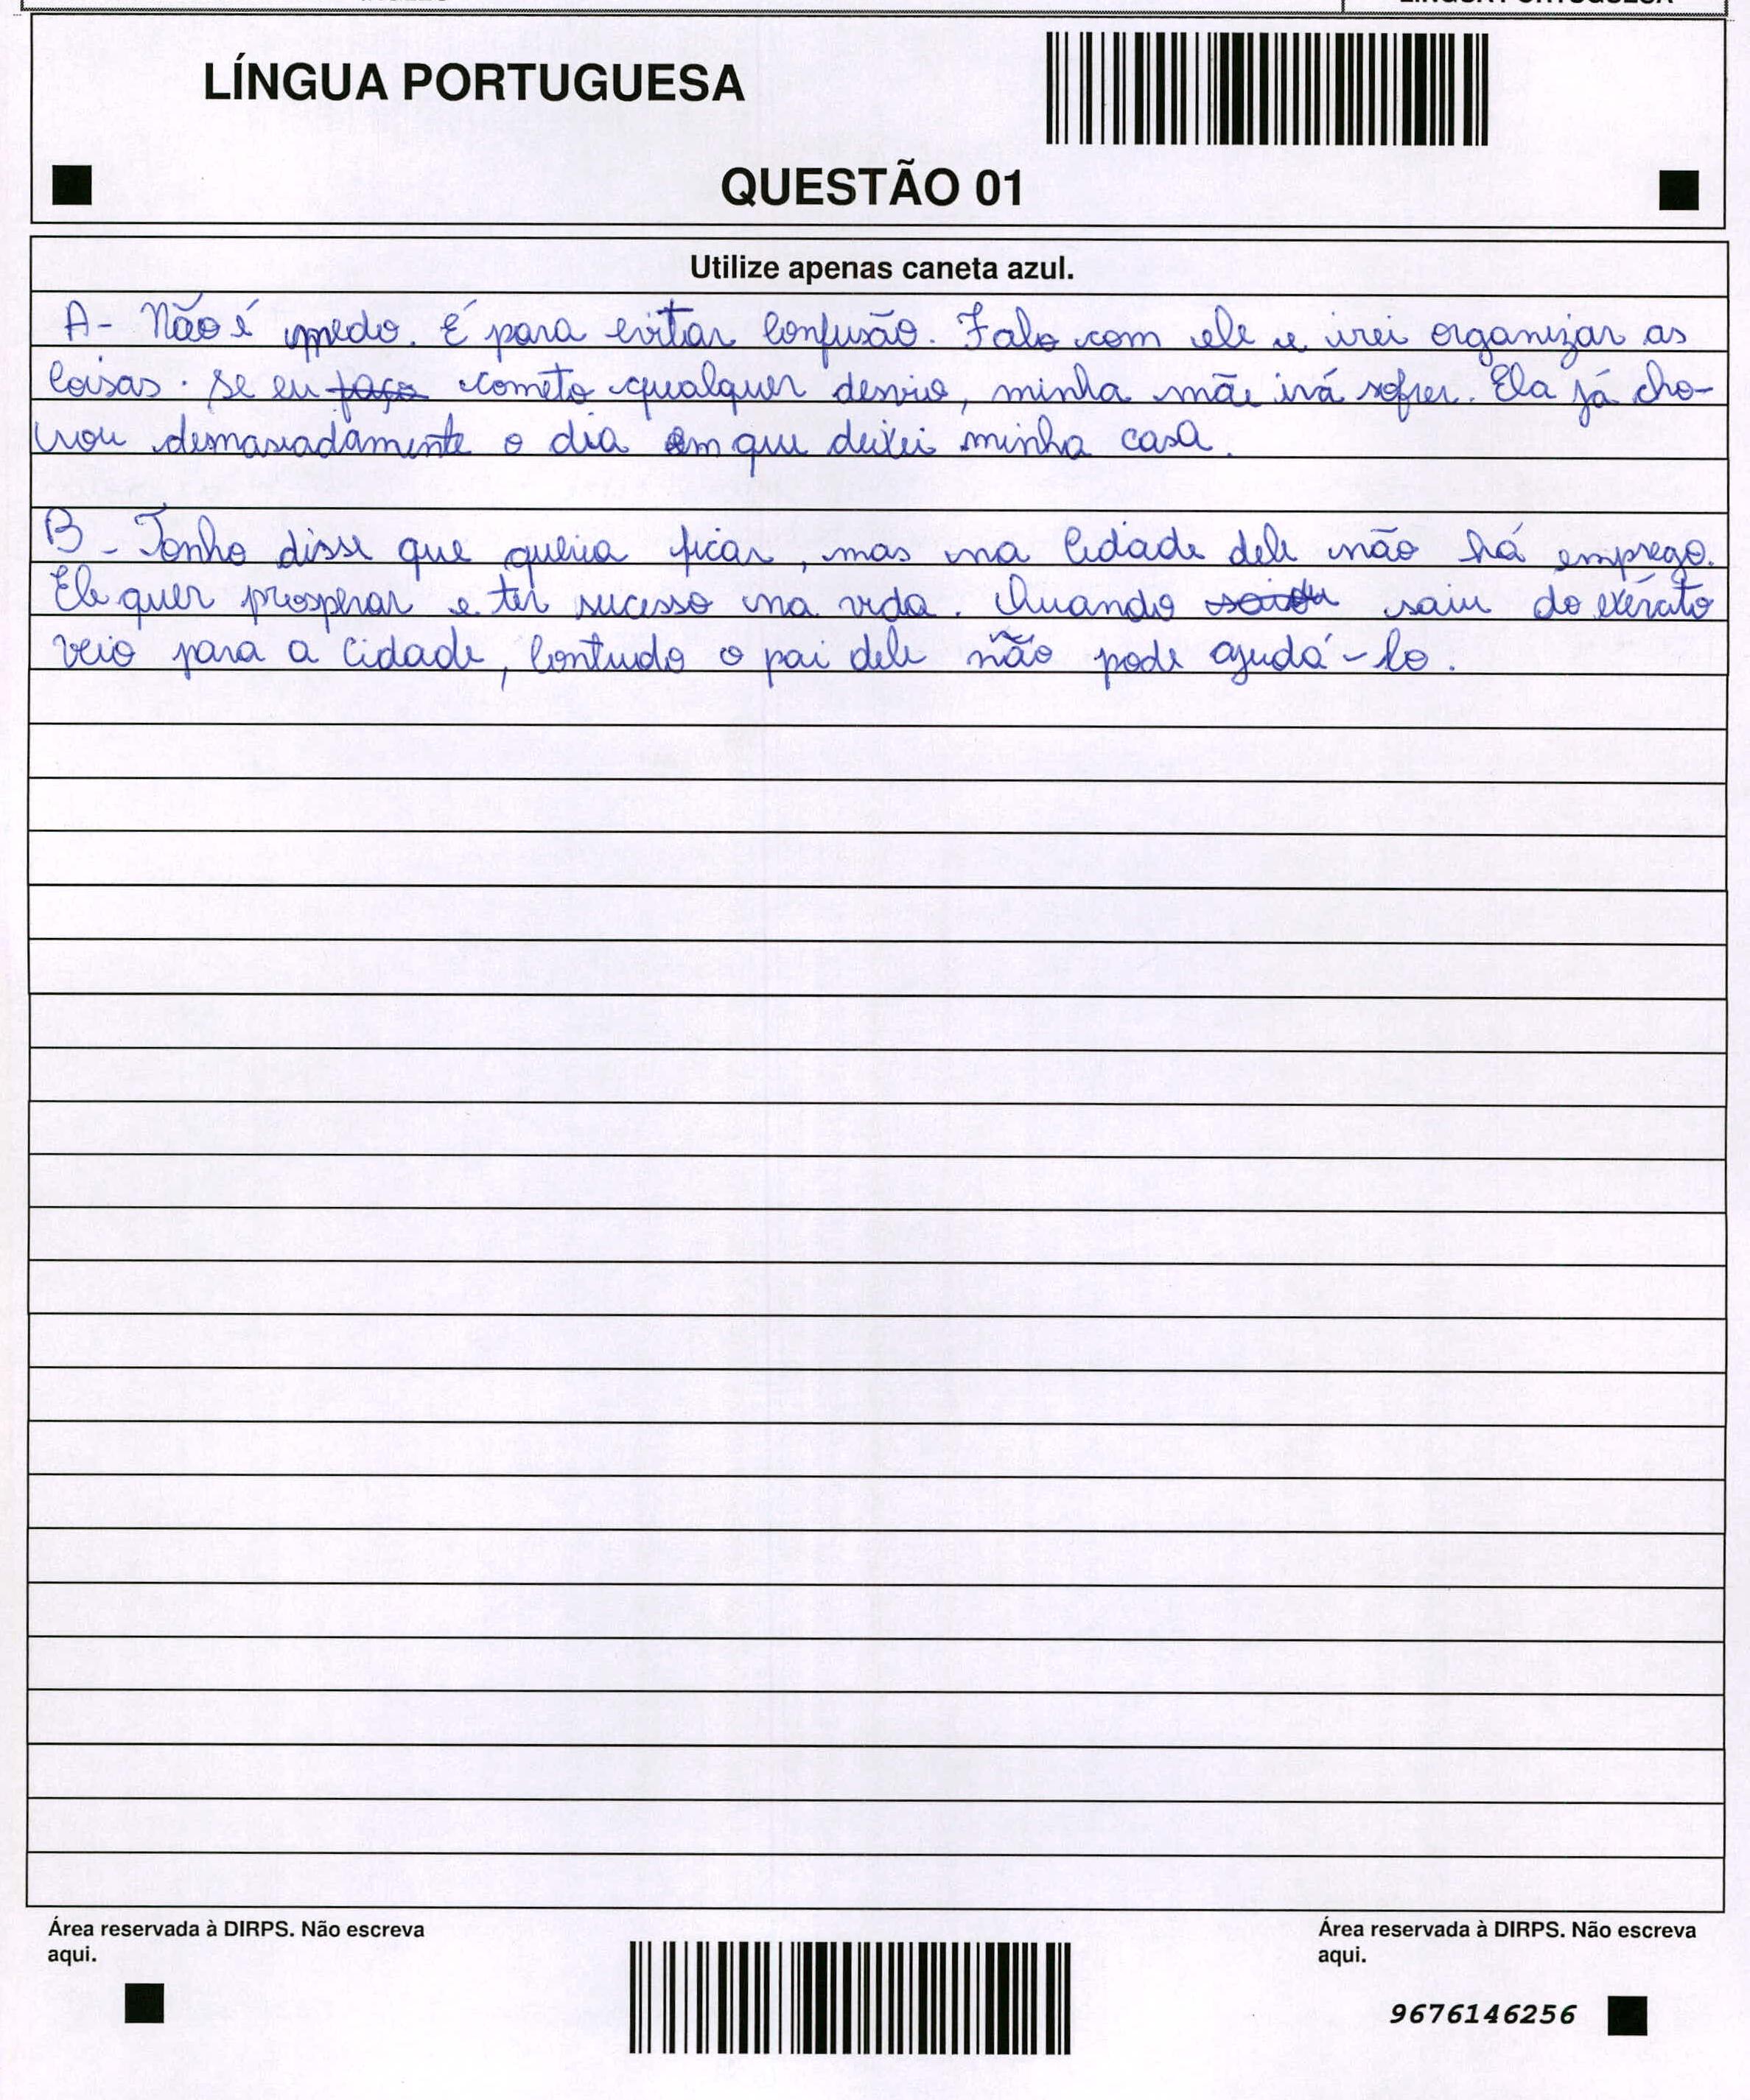 LÍNGUA PORTUGUESA
QUESTÃO 01
Utilize apenas caneta azul.
A- Não é medo. É para evitar confusão. Falo com ele e irei organizar as
coisas. Se eu faço cometo qualquer desvio, minha mãe irá sofrer. Ela já cho-
rou demasiadamente o dia em que deixei minha casa.
B - Tonho disse que queria ficar, mas na cidade dele não há emprego.
Ele quer prosperar e ter sucesso na vida. Quando saiu do exército
veio para a cidade, contudo o pai dele não pode ajudá-lo.
Área reservada à DIRPS. Não escreva
aqui.
Área reservada à DIRPS. Não escreva
aqui.
9676146256